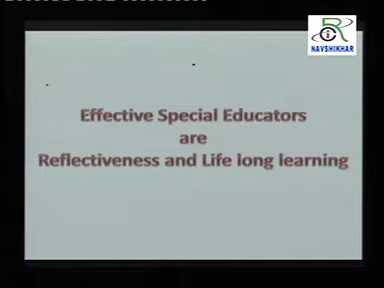 NAVSHIKHAR
Effective Special Educators
are
Reflectiveness and Life long learning